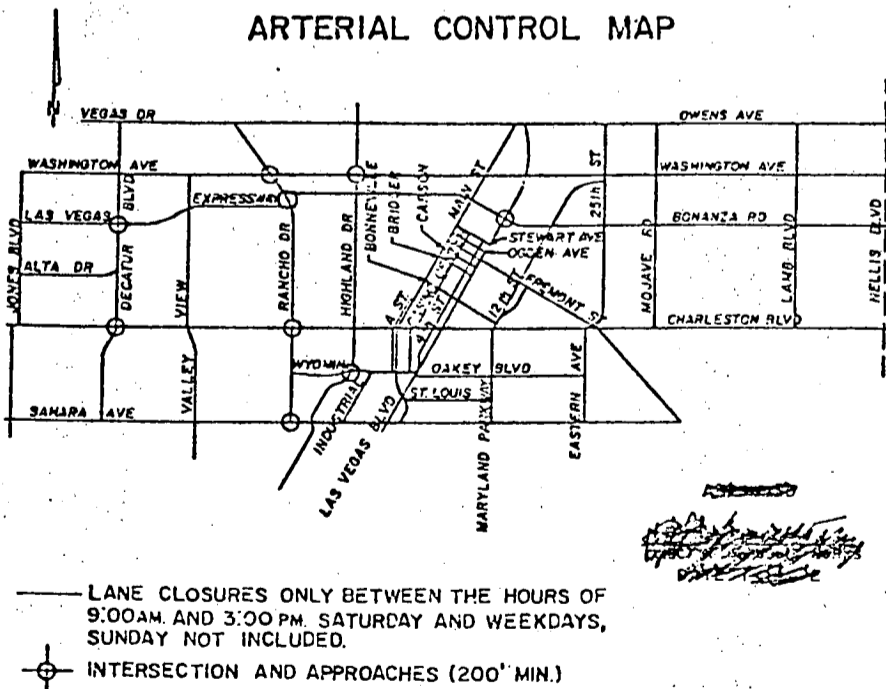 ARTERIAL CONTROL MAP
N
VEGAS DR
OWENS AVE
WASHINGTON AVE
WASHINGTON AVE
BLVD
EXPRESSWAY
LAS VEGAS
BONANZA RD
ALTA DR
JONES BLVD
DECATUR
VIEW
VALLEY
RANCHO DR
HIGHLAND DR
BONNEVILLE
BRIDGER
CARSON
MAIN ST
STEWART AVE
OGDEN AVE
25th ST
MOJAVE RD
LAMB BLVD
NELLIS BLVD
A ST
4th ST
12th ST
FREMONT ST
CHARLESTON BLVD
WYOMING
OAKEY BLVD
ST. LOUIS
SAHARA AVE
INDUSTRIAL
LAS VEGAS BLVD
MARYLAND PARKWAY
EASTERN AVE
LANE CLOSURES ONLY BETWEEN THE HOURS OF
9:00AM. AND 3:00 PM. SATURDAY AND WEEKDAYS,
SUNDAY NOT INCLUDED.
INTERSECTION AND APPROACHES (200' MIN.)